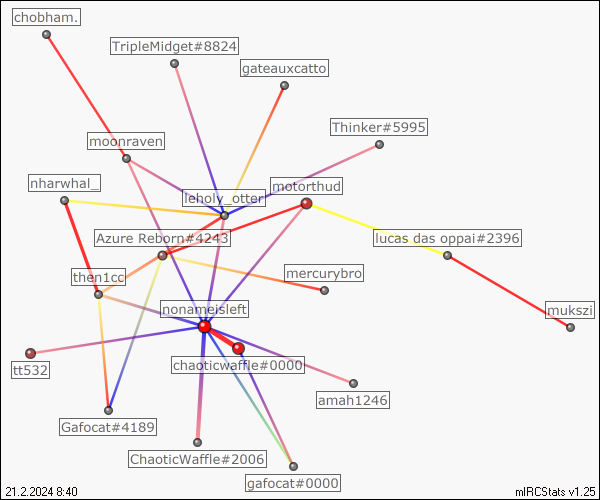 chobham.
TripleMidget#8824
gateauxcatto
Thinker#5995
moonraven
nharwhal_
leholy_otter
motorthud
Azure Reborn#4243
lucas das oppai#2396
then1cc
mercurybro
nonameisleft
mukszi
tt532
chaoticwaffle#0000
amah1246
Gafocat#4189
ChaoticWaffle#2006
gafocat#0000
21.2.2024 8:40
mIRCStats v1.25